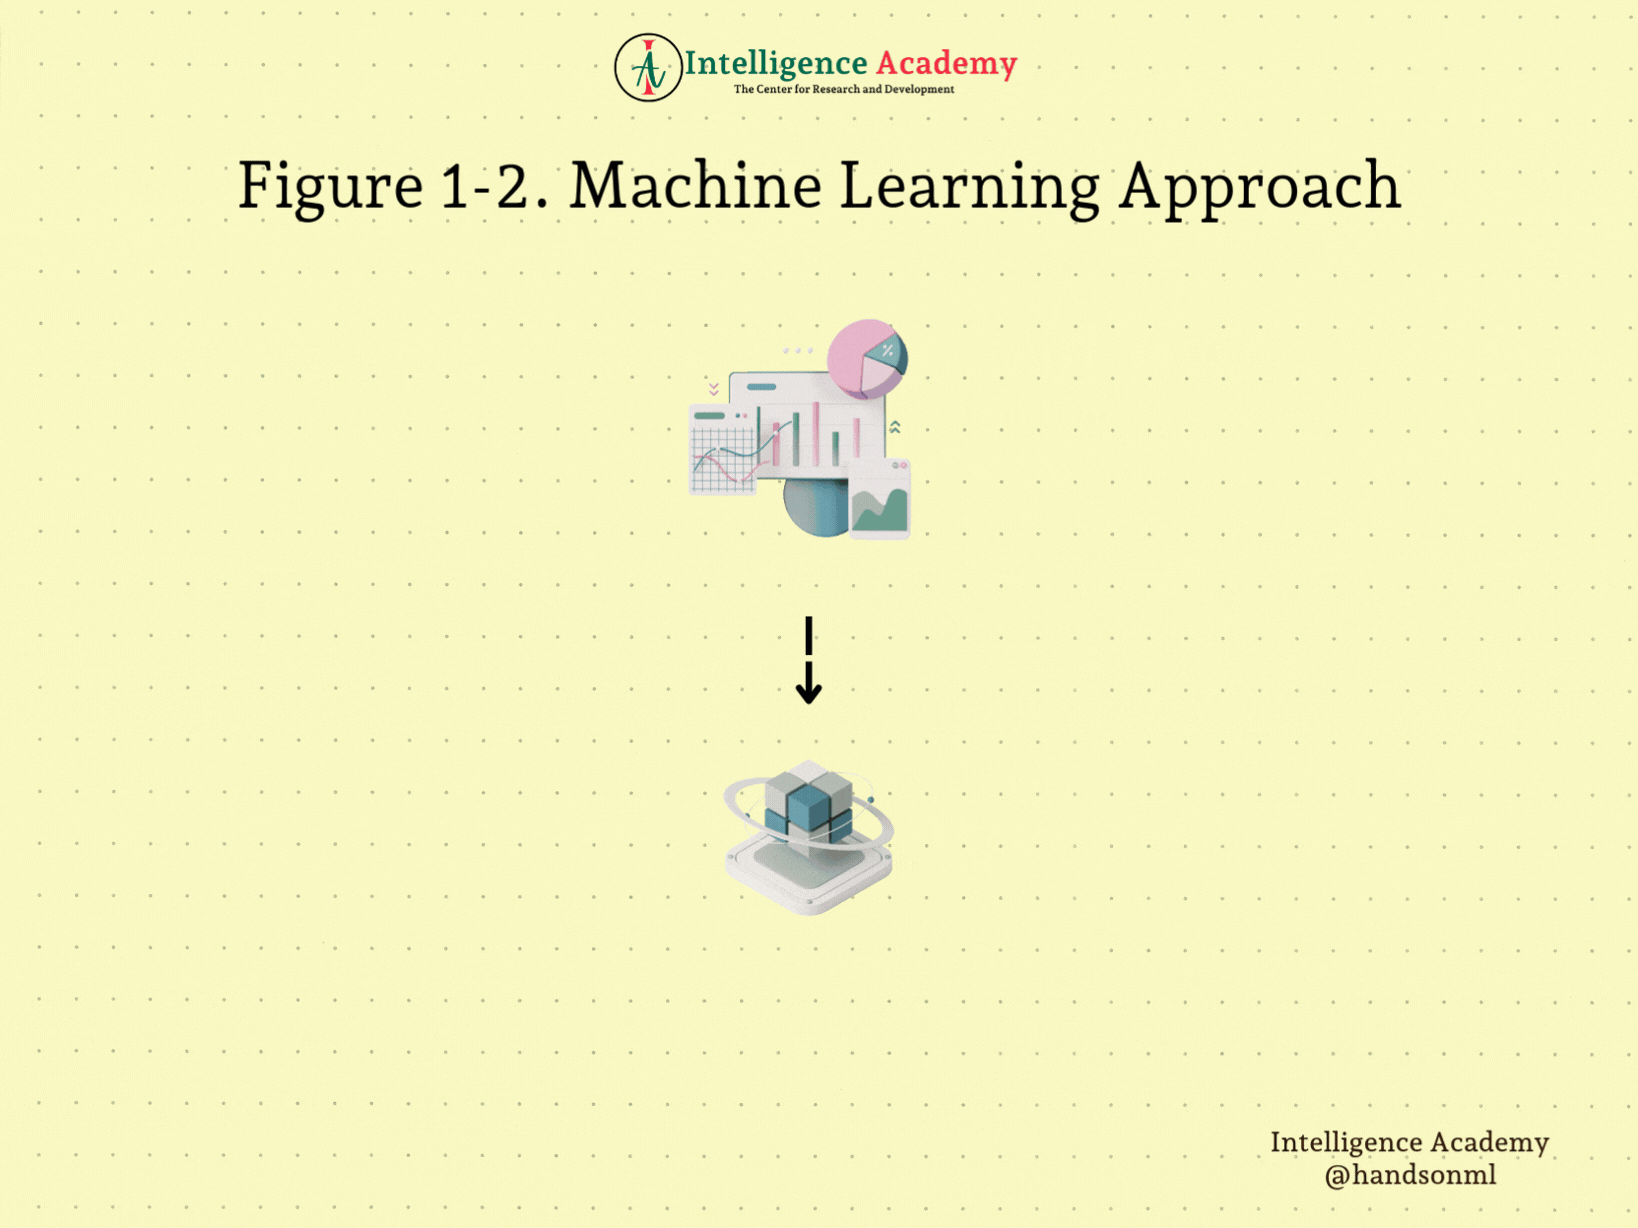 Intelligence Academy
The Center for Research and Development
Figure 1-2. Machine Learning Approach
%
Intelligence Academy
@handsonml